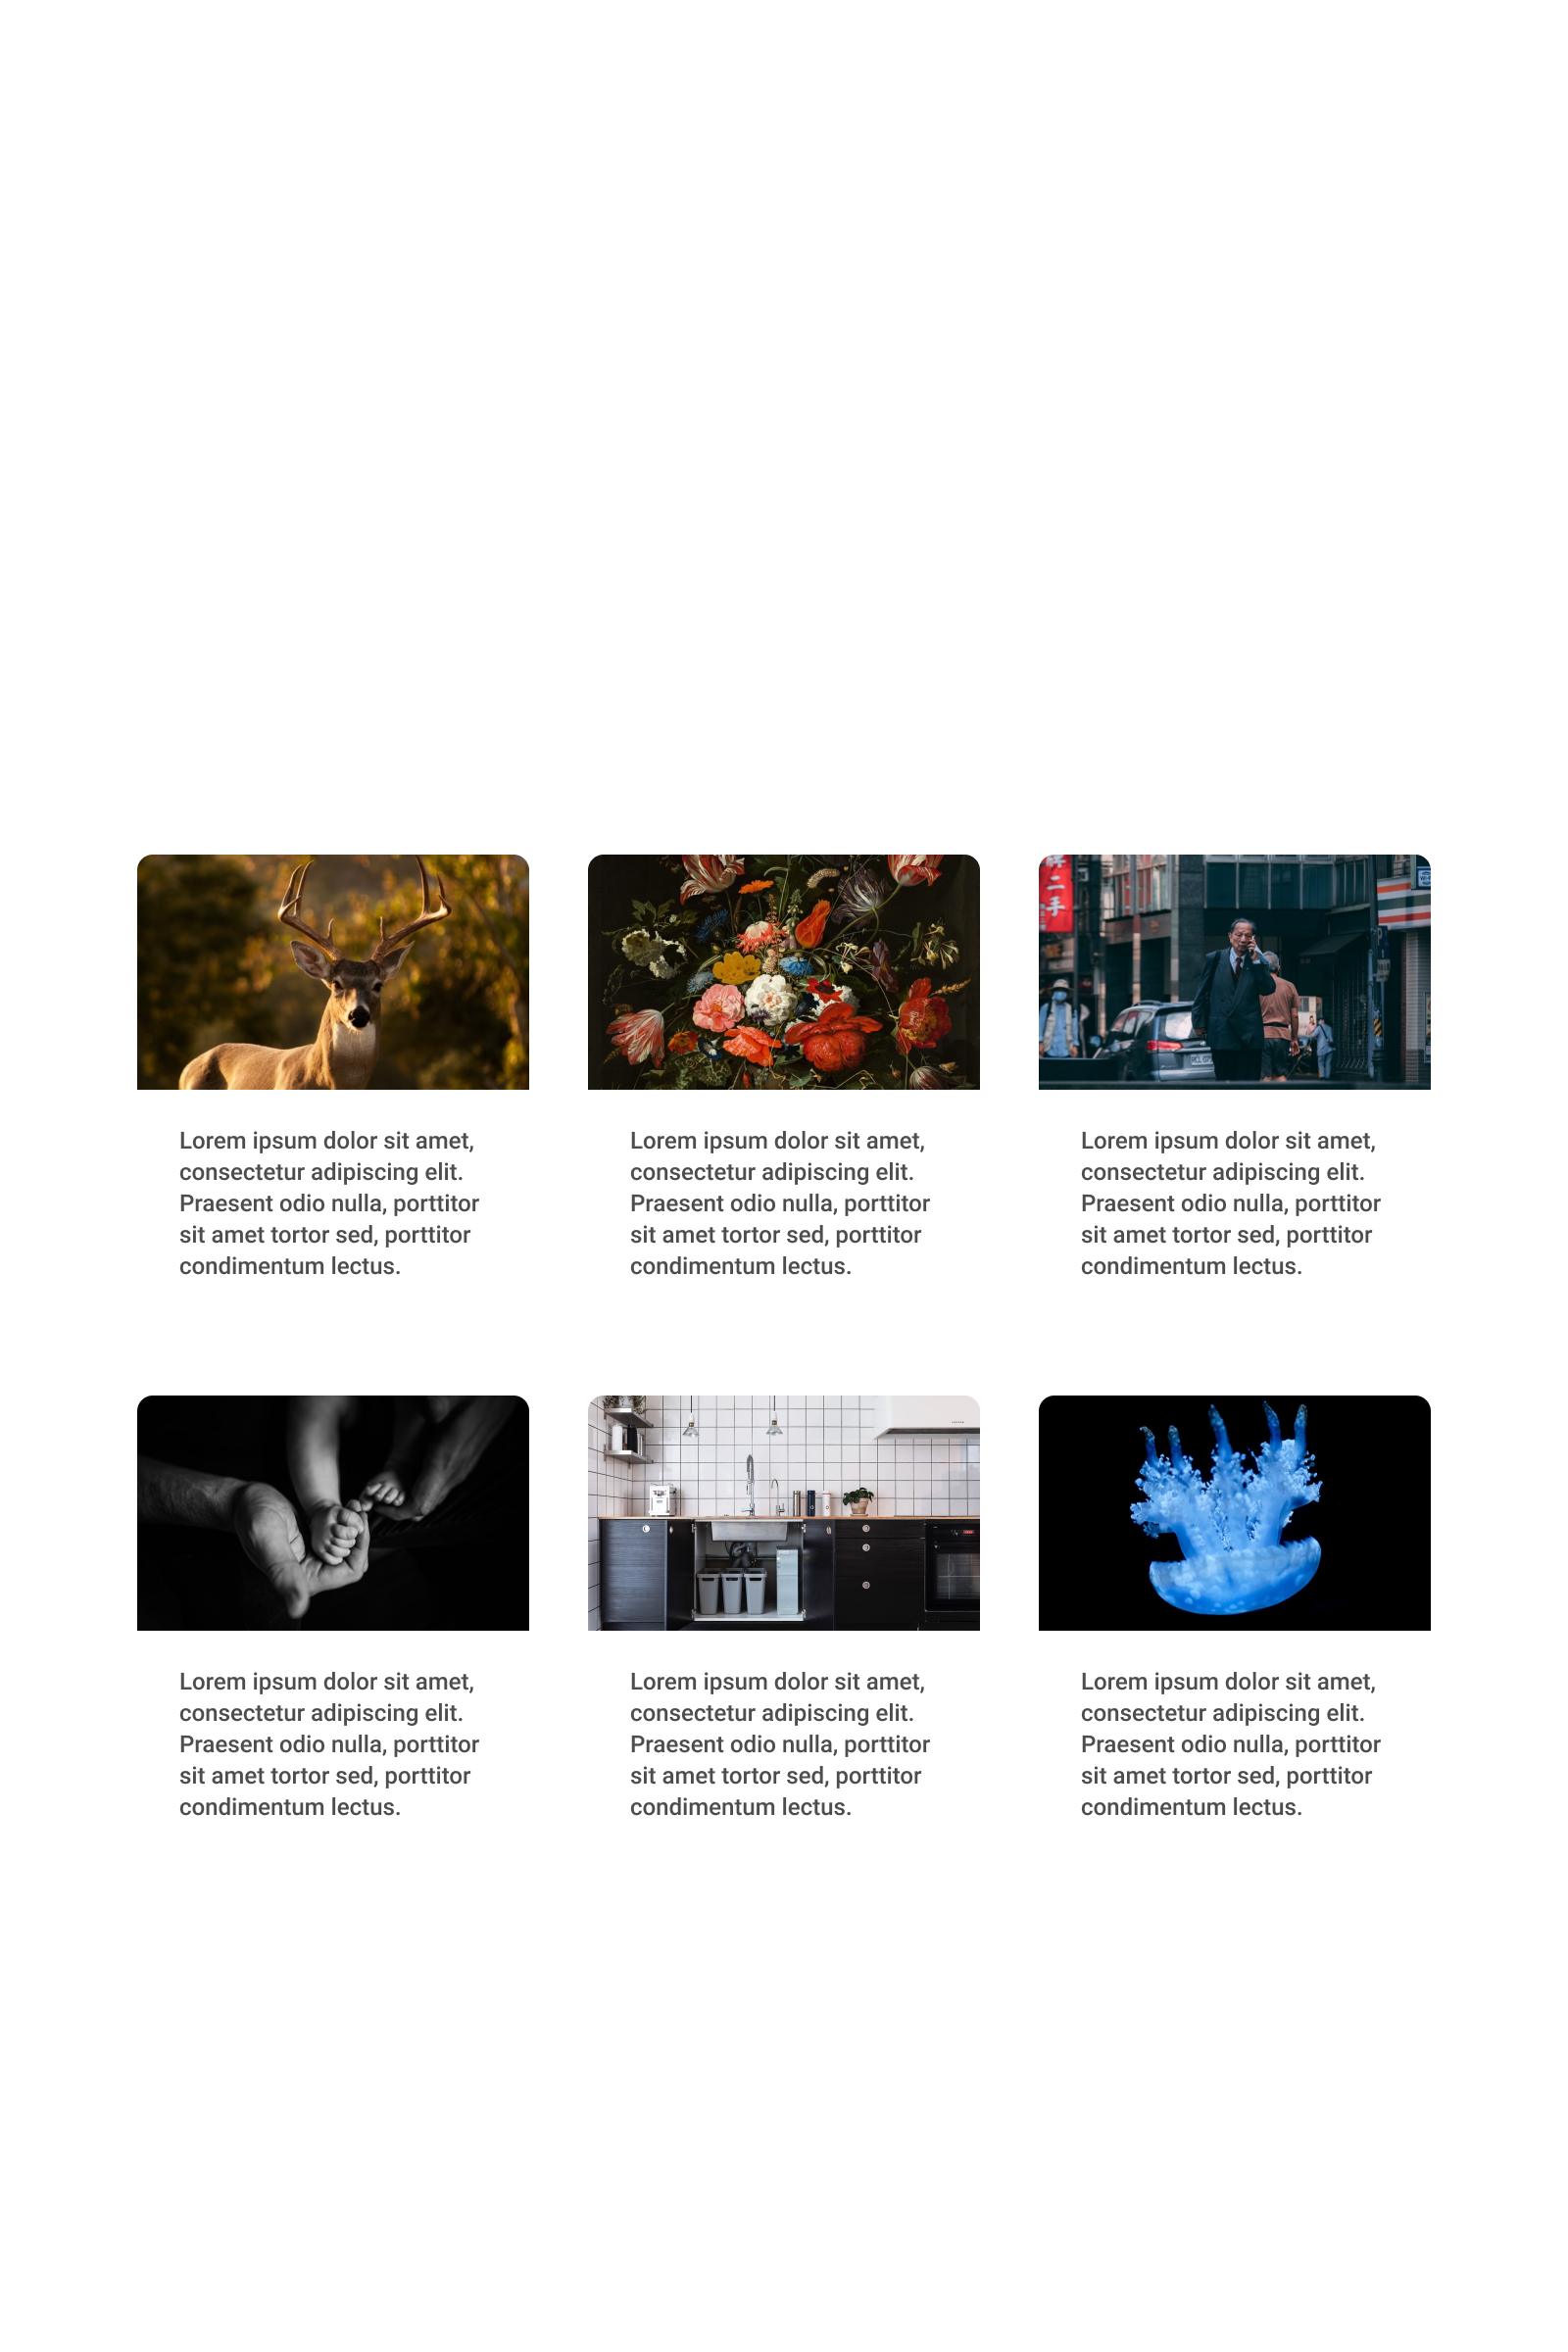 二手
Lorem ipsum dolor sit amet,
consectetur adipiscing elit.
Praesent odio nulla, porttitor
sit amet tortor sed, porttitor
condimentum lectus.
Lorem ipsum dolor sit amet,
consectetur adipiscing elit.
Praesent odio nulla, porttitor
sit amet tortor sed, porttitor
condimentum lectus.
Lorem ipsum dolor sit amet,
consectetur adipiscing elit.
Praesent odio nulla, porttitor
sit amet tortor sed, porttitor
condimentum lectus.
Lorem ipsum dolor sit amet,
consectetur adipiscing elit.
Praesent odio nulla, porttitor
sit amet tortor sed, porttitor
condimentum lectus.
Lorem ipsum dolor sit amet,
consectetur adipiscing elit.
Praesent odio nulla, porttitor
sit amet tortor sed, porttitor
condimentum lectus.
Lorem ipsum dolor sit amet,
consectetur adipiscing elit.
Praesent odio nulla, porttitor
sit amet tortor sed, porttitor
condimentum lectus.